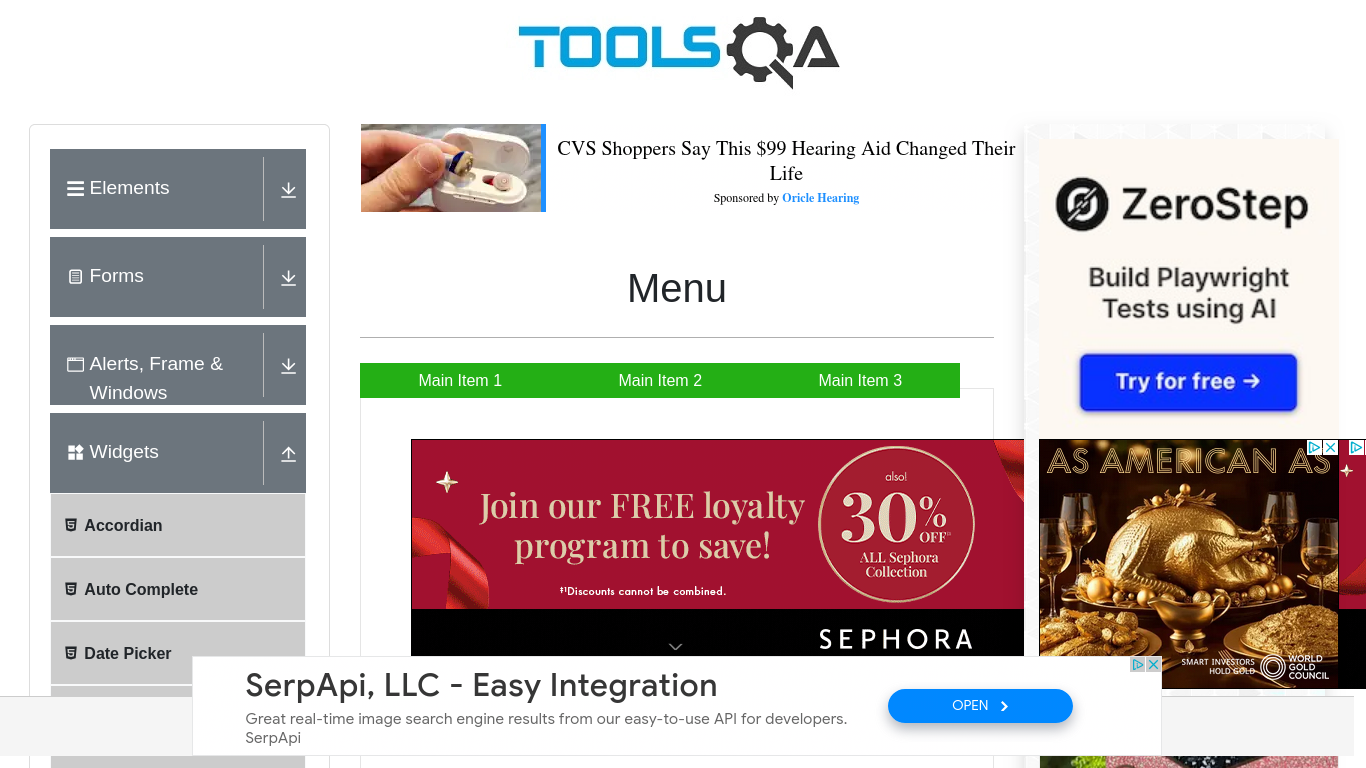 TOOLSQA
Elements
Forms
Alerts, Frame &
Windows
Widgets
Accordian
Auto Complete
Date Picker
CVS Shoppers Say This $99 Hearing Aid Changed Their
Life
Sponsored by Oricle Hearing
Menu
Main Item 1
Main Item 2
Main Item 3
Join our FREE loyalty
program to save!
‡†Discounts cannot be combined.
also!
30%
OFF
ALL Sephora
Collection
SEPHORA
ZeroStep
Build Playwright
Tests using AI
Try for free →
AS AMERICAN AS
SMART INVESTORS
HOLD GOLD
WORLD
GOLD
COUNCIL
SerpApi, LLC - Easy Integration
Great real-time image search engine results from our easy-to-use API for developers.
SerpApi
OPEN